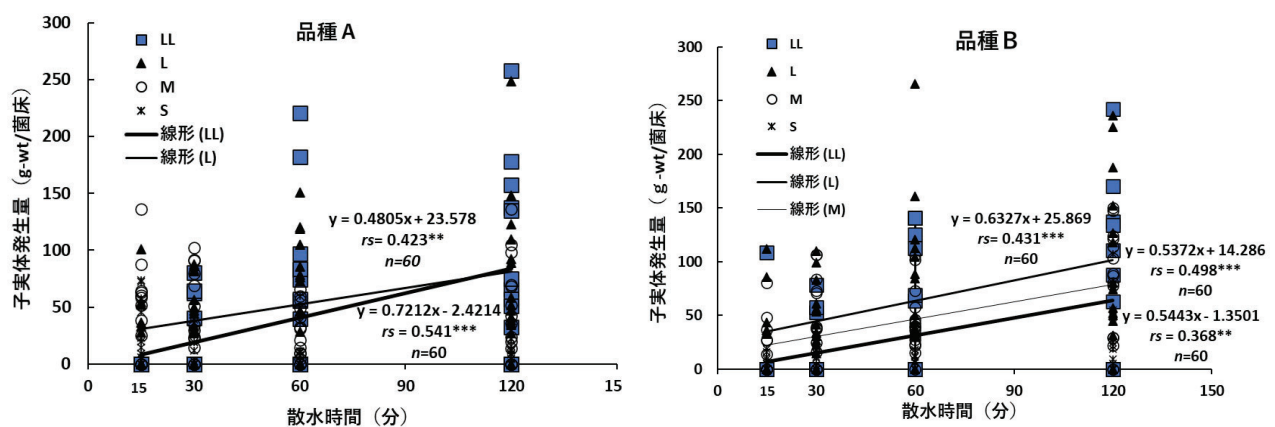 品種A
子実体発生量（g-wt/菌床）
300
250
200
150
100
50
0
LL
L
M
S
線形 (LL)
線形 (L)
y = 0.4805x + 23.578
rs= 0.423**
n=60
y = 0.7212x - 2.4214
rs = 0.541***
n=60
0 15 30 60 90 120 15
散水時間（分）
品種B
子実体発生量（g-wt/菌床）
300
250
200
150
100
50
0
LL
L
M
S
線形 (LL)
線形 (L)
線形 (M)
y = 0.6327x + 25.869
rs = 0.431***
n=60
y = 0.5372x + 14.286
rs = 0.498***
n=60
y = 0.5443x - 1.3501
rs = 0.368**
n=60
0 15 30 60 90 120 150
散水時間（分）